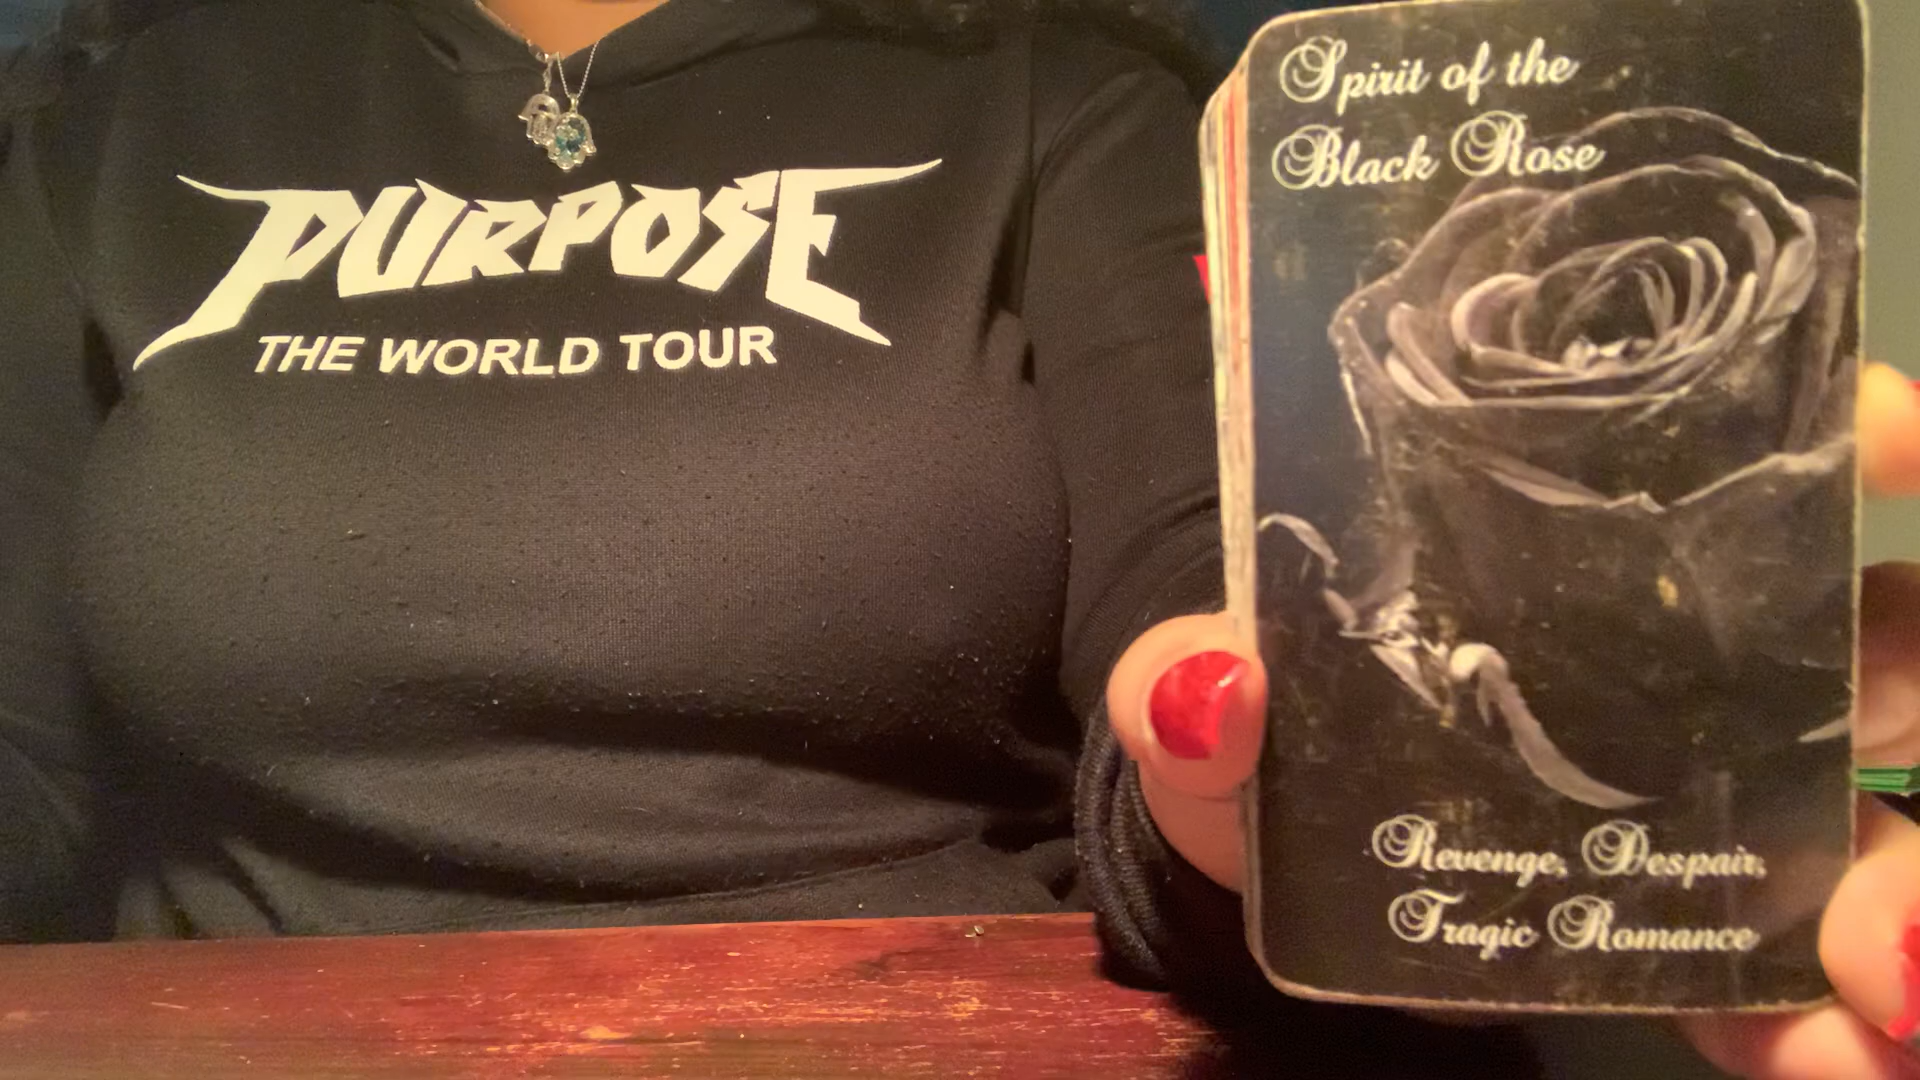 PURPOSE
THE WORLD TOUR
Spirit of the
Black Rose
Revenge, Despair,
Tragic Romance